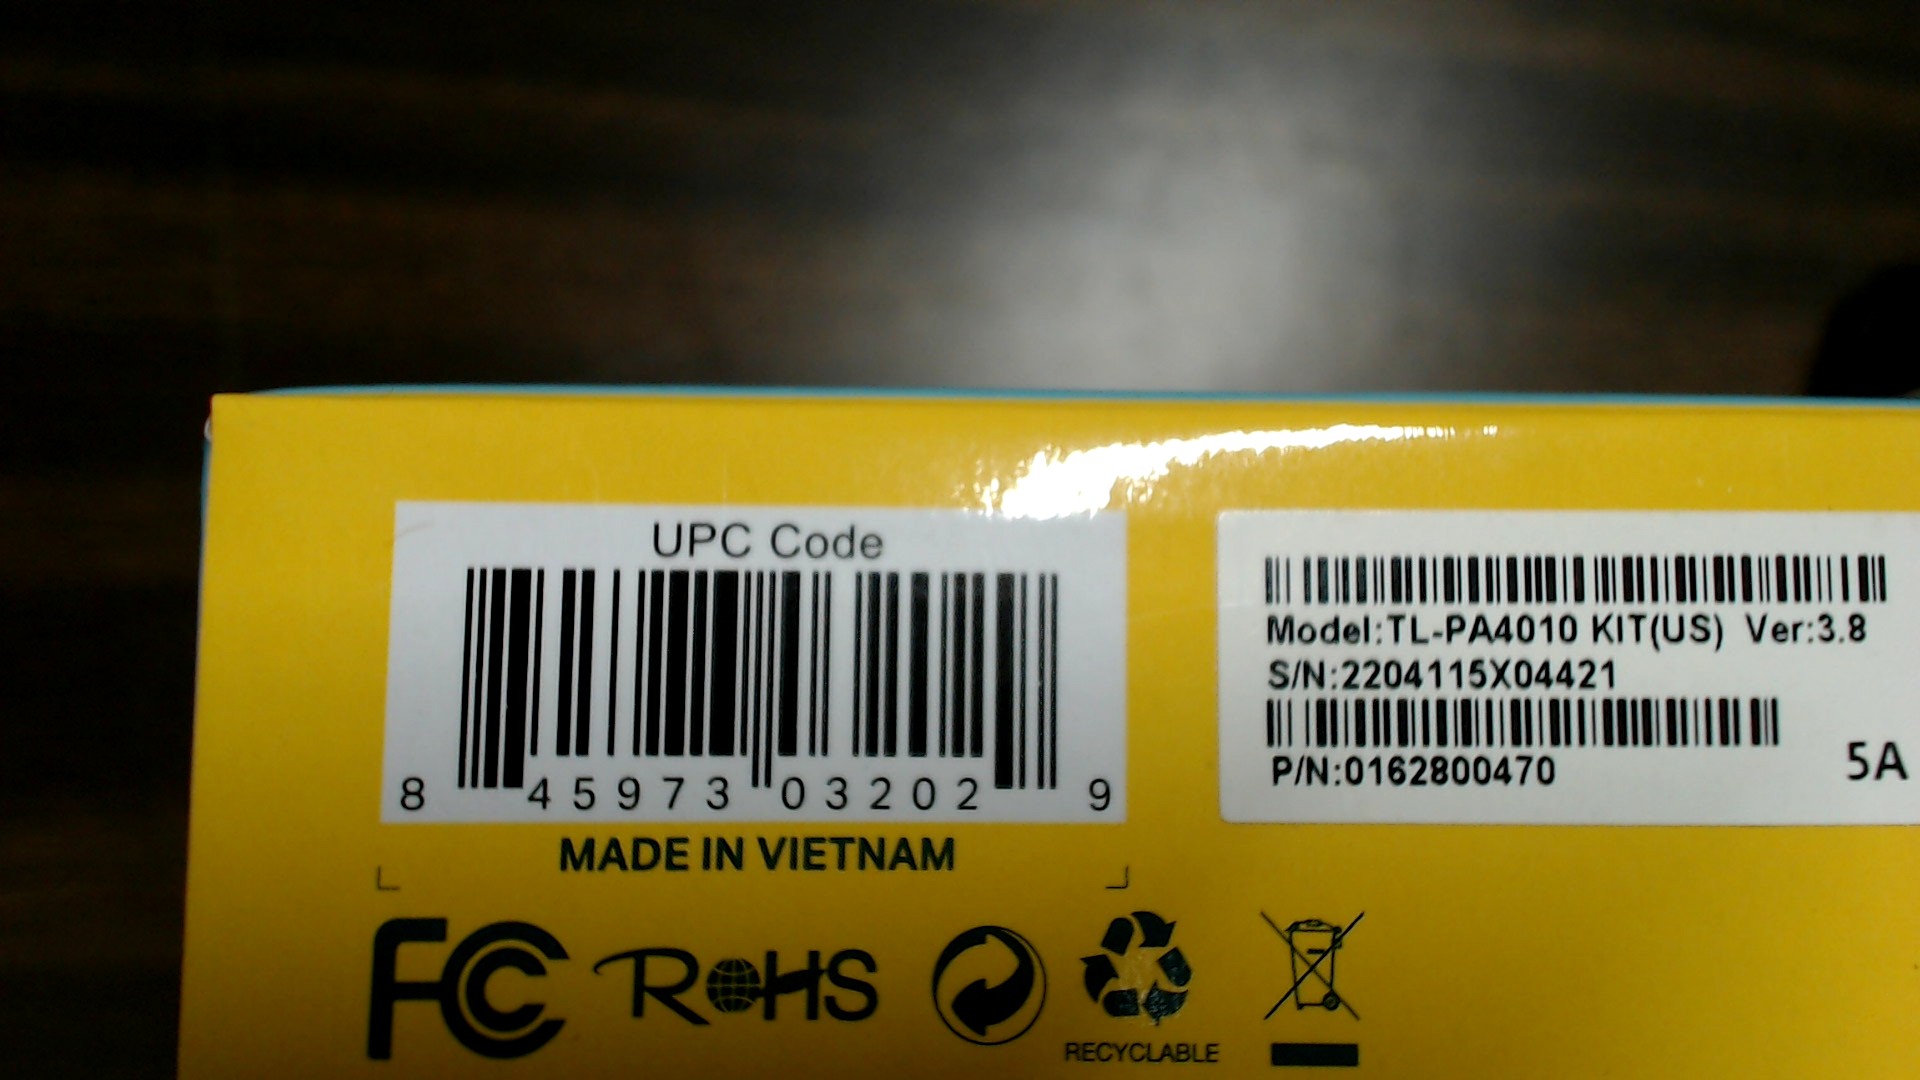 UPC Code
8 45973 03202 9
MADE IN VIETNAM
Model:TL-PA4010 KIT(US) Ver:3.8
S/N:2204115X04421
P/N:0162800470
5A
FC RoHS
RECYCLABLE